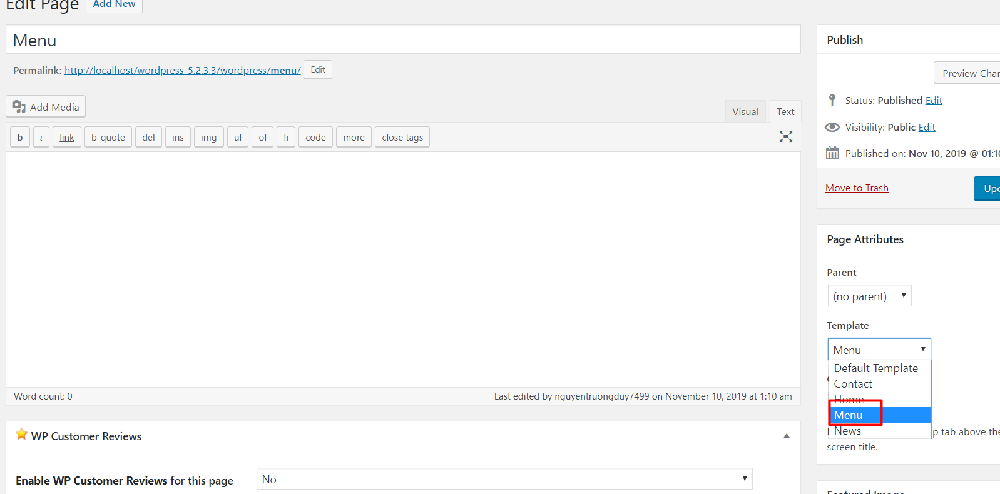 Edit Page Add New
Menu
Permalink: http://localhost/wordpress-5.2.3.3/wordpress/menu/ Edit
Add Media
Visual Text
b i link b-quote del ins img ul ol li code more close tags
Word count: 0
Last edited by nguyentruongduy7499 on November 10, 2019 at 1:10 am
WP Customer Reviews
Enable WP Customer Reviews for this page No
Publish
Preview Char
Status: Published Edit
Visibility: Public Edit
Published on: Nov 10, 2019 @ 01:10
Move to Trash
Upd
Page Attributes
Parent
(no parent)
Template
Menu
Default Template
Contact
Home
Menu
News
p tab above the
screen title.
Featured Image